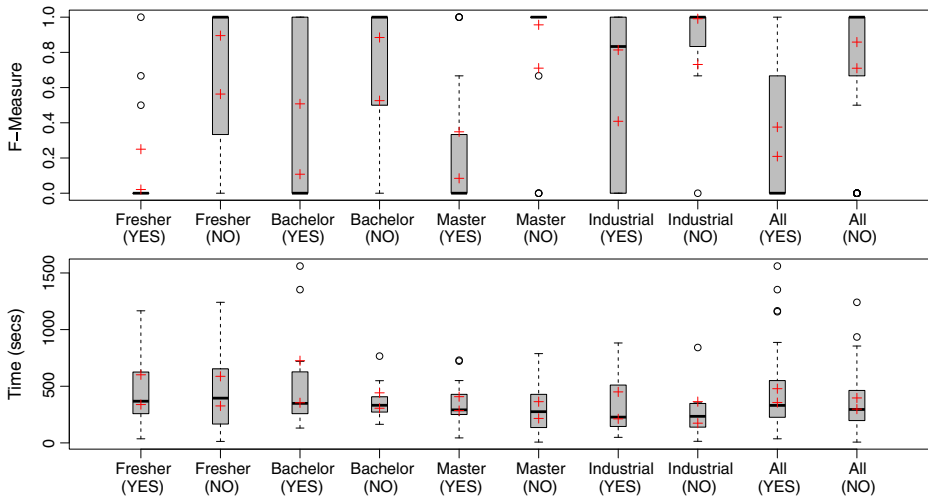 F−Measure
1.0
0.8
0.6
0.4
0.2
0.0
Fresher Fresher Bachelor Bachelor Master Master Industrial Industrial All All
(YES) (NO) (YES) (NO) (YES) (NO) (YES) (NO) (YES) (NO)
Time (secs)
1500
1000
500
0
Fresher Fresher Bachelor Bachelor Master Master Industrial Industrial All All
(YES) (NO) (YES) (NO) (YES) (NO) (YES) (NO) (YES) (NO)